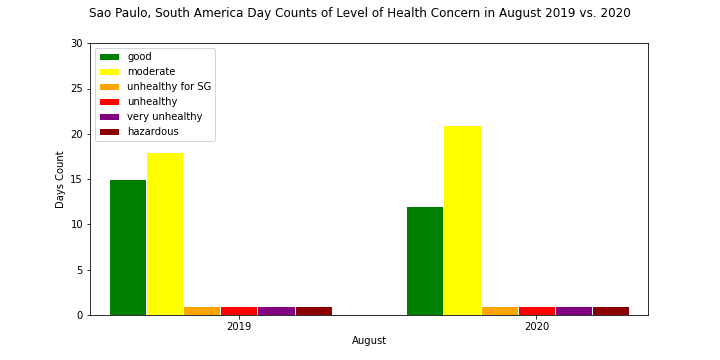 Sao Paulo, South America Day Counts of Level of Health Concern in August 2019 vs. 2020
30
25
20
15
10
5
0
Days Count
good
moderate
unhealthy for SG
unhealthy
very unhealthy
hazardous
2019
2020
August